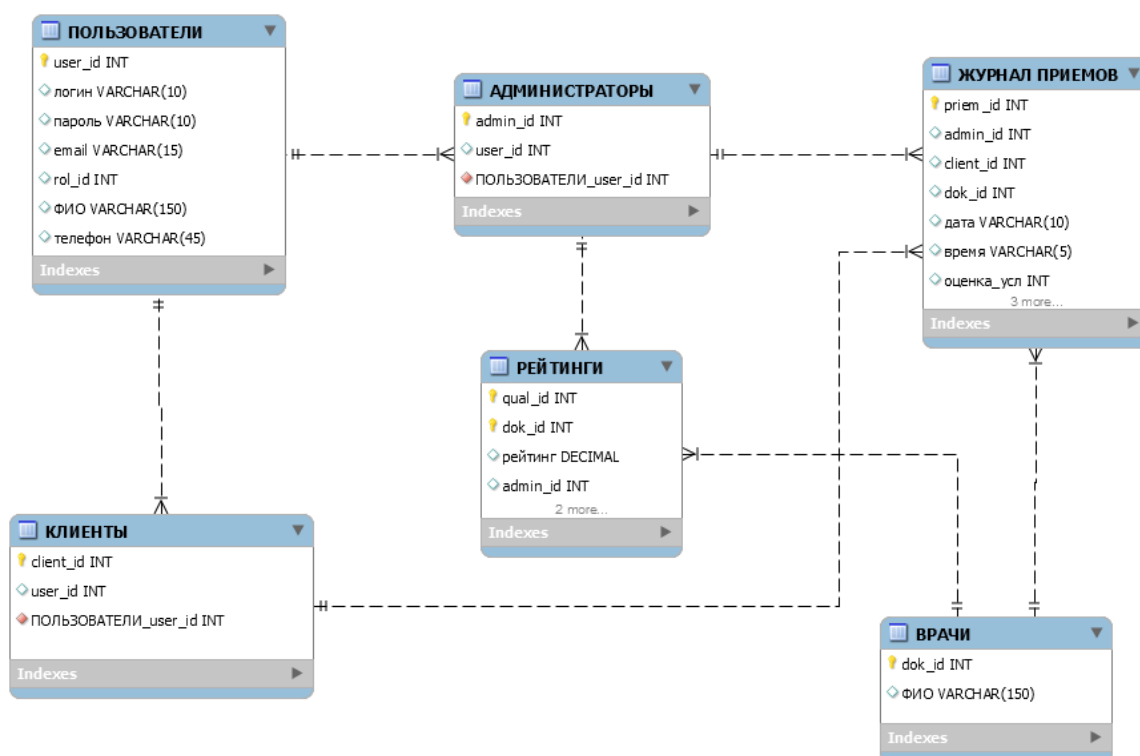 ПОЛЬЗОВАТЕЛИ
user_id INT
логин VARCHAR(10)
пароль VARCHAR(10)
email VARCHAR(15)
rol_id INT
ФИО VARCHAR(150)
телефон VARCHAR(45)
Indexes
АДМИНИСТРАТОРЫ
admin_id INT
user_id INT
ПОЛЬЗОВАТЕЛИ_user_id INT
Indexes
ЖУРНАЛ ПРИЕМОВ
priem_id INT
admin_id INT
client_id INT
dok_id INT
дата VARCHAR(10)
время VARCHAR(5)
оценка_усл INT
3 more...
Indexes
РЕЙТИНГИ
qual_id INT
dok_id INT
рейтинг DECIMAL
admin_id INT
2 more...
Indexes
КЛИЕНТЫ
client_id INT
user_id INT
ПОЛЬЗОВАТЕЛИ_user_id INT
Indexes
ВРАЧИ
dok_id INT
ФИО VARCHAR(150)
Indexes